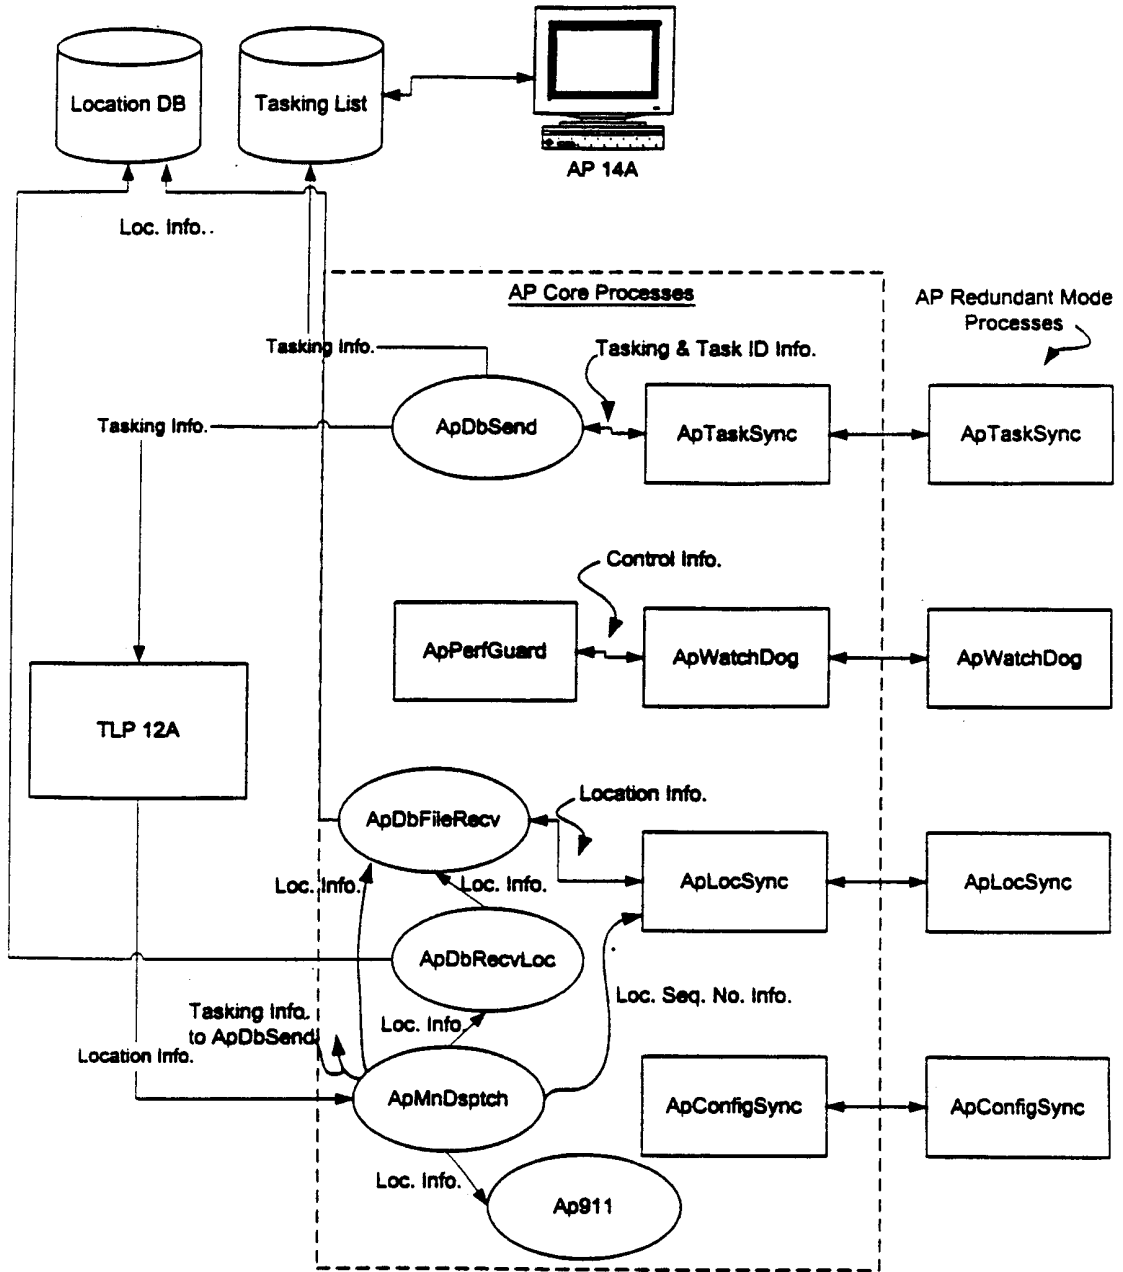 Location DB
Tasking List
AP 14A
Loc. Info..
AP Core Processes
AP Redundant Mode
Processes
Tasking Info.
Tasking & Task ID Info.
Tasking Info.
ApDbSend
ApTaskSync
ApTaskSync
Control Info.
ApPerfGuard
ApWatchDog
ApWatchDog
TLP 12A
Location Info.
ApDbFileRecv
Loc. Info.
Loc. Info.
ApLocSync
ApLocSync
ApDbRecvLoc
Loc. Seq. No. Info.
Tasking Info.
to ApDbSend
Loc. Info.
Location Info.
ApMnDsptch
ApConfigSync
ApConfigSync
Loc. Info.
Ap911